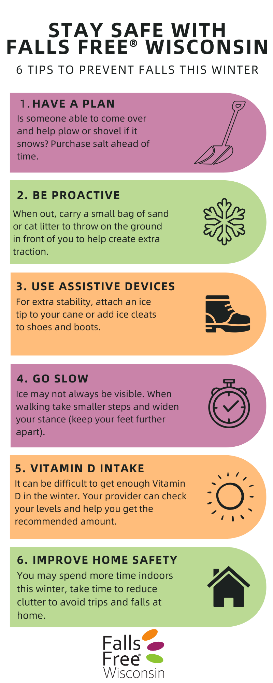 STAY SAFE WITH
FALLS FREE® WISCONSIN
6 TIPS TO PREVENT FALLS THIS WINTER
1. HAVE A PLAN
Is someone able to come over
and help plow or shovel if it
snows? Purchase salt ahead of
time.
2. BE PROACTIVE
When out, carry a small bag of sand
or cat litter to throw on the ground
in front of you to help create extra
traction.
3. USE ASSISTIVE DEVICES
For extra stability, attach an ice
tip to your cane or add ice cleats
to shoes and boots.
4. GO SLOW
Ice may not always be visible. When
walking take smaller steps and widen
your stance (keep your feet further
apart).
5. VITAMIN D INTAKE
It can be difficult to get enough Vitamin
D in the winter. Your provider can check
your levels and help you get the
recommended amount.
6. IMPROVE HOME SAFETY
You may spend more time indoors
this winter, take time to reduce
clutter to avoid trips and falls at
home.
Falls
Free®
Wisconsin